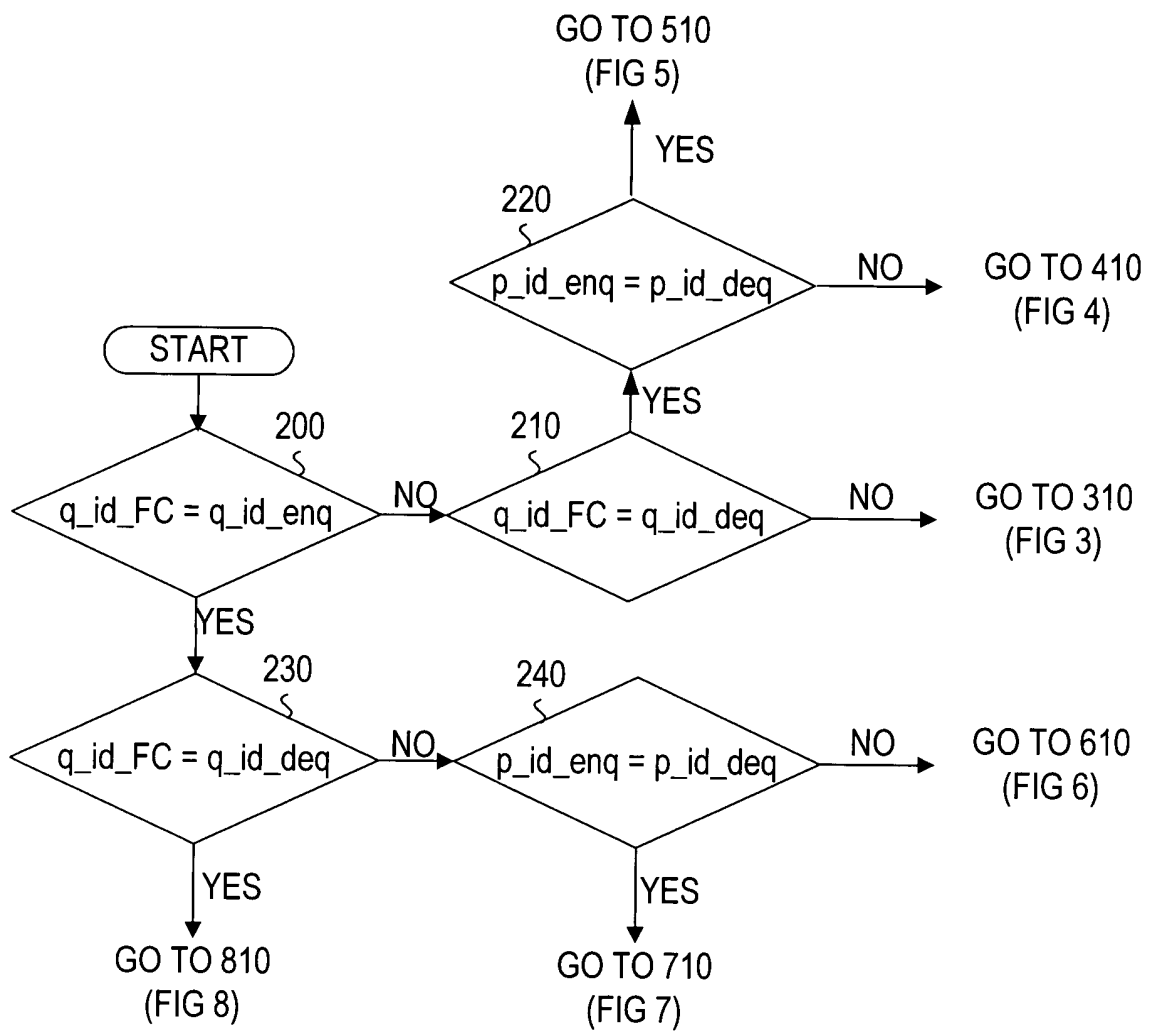 GO TO 510
(FIG 5)
YES
220
p_id_enq = p_id_deq
NO
GO TO 410
(FIG 4)
START
YES
200
210
q_id_FC = q_id_enq
NO
q_id_FC = q_id_deq
NO
GO TO 310
(FIG 3)
YES
230
240
q_id_FC = q_id_deq
NO
p_id_enq = p_id_deq
NO
GO TO 610
(FIG 6)
YES
YES
GO TO 810
(FIG 8)
GO TO 710
(FIG 7)